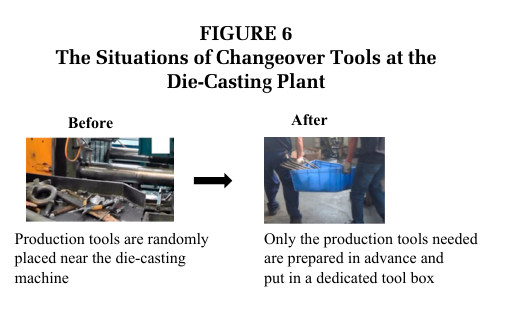 FIGURE 6
The Situations of Changeover Tools at the
Die-Casting Plant
Before
After
Production tools are randomly
placed near the die-casting
machine
Only the production tools needed
are prepared in advance and
put in a dedicated tool box